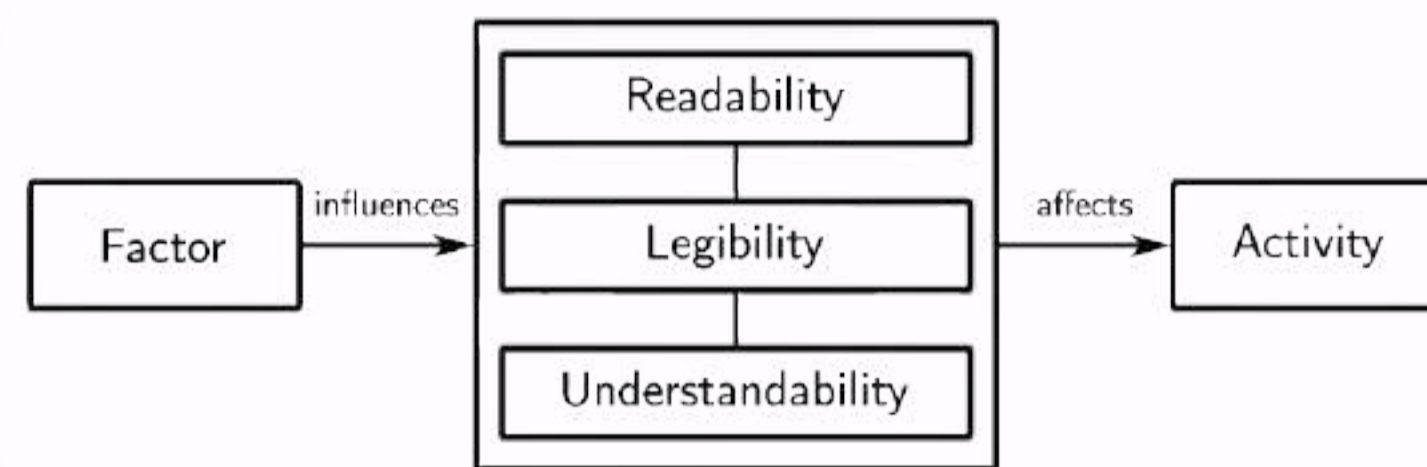 Readability
influences
affects
Factor
Legibility
Activity
Understandability